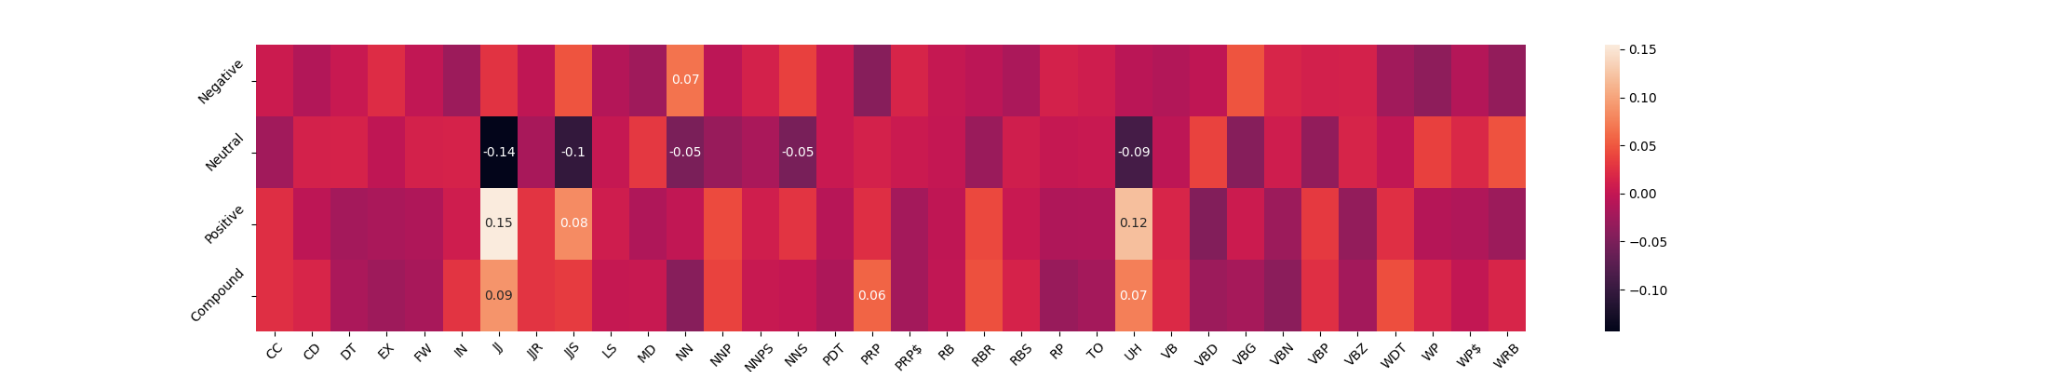 Negative 0.07
Neutral -0.14 -0.1 -0.05 -0.05 -0.09
Positive 0.15 0.08 0.12
Compound 0.09 0.06 0.07
CC CD DT EX FW IN JJ JJR JJS LS MD NN NNP NNPS NNS PDT PRP PRP$ RB RBR RBS RP TO UH VB VBD VBG VBN VBP VBZ WDT WP WP$ WRB
0.15
0.10
0.05
0.00
−0.05
−0.10